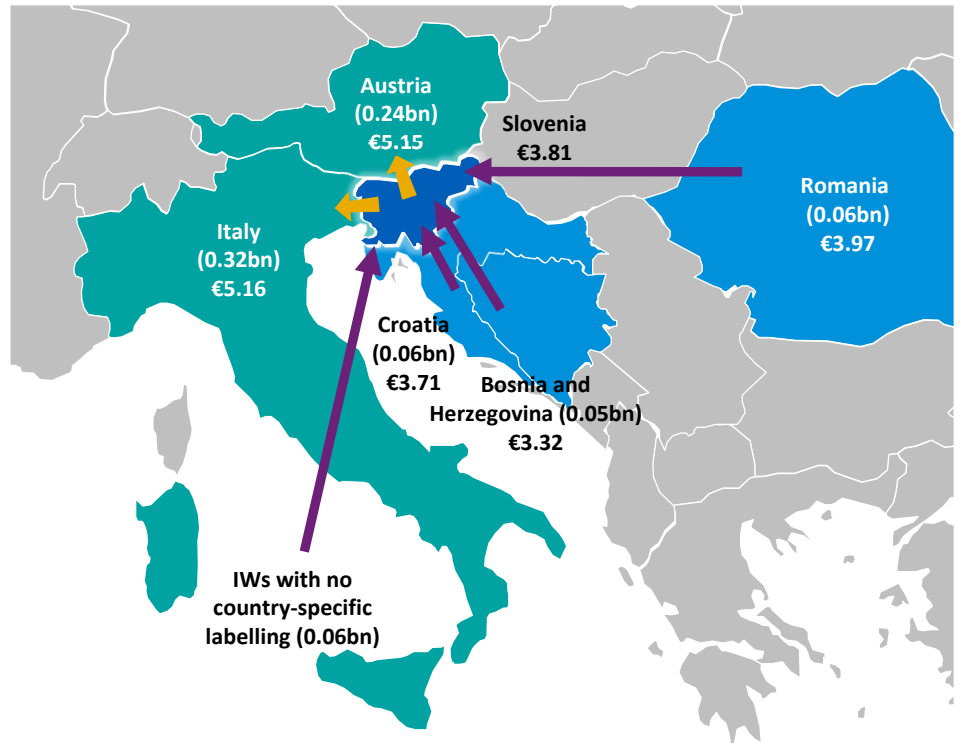 Austria
(0.24bn)
€5.15
Slovenia
€3.81
Romania
(0.06bn)
€3.97
Italy
(0.32bn)
€5.16
Croatia
(0.06bn)
€3.71
Bosnia and
Herzegovina (0.05bn)
€3.32
IWs with no
country-specific
labelling (0.06bn)